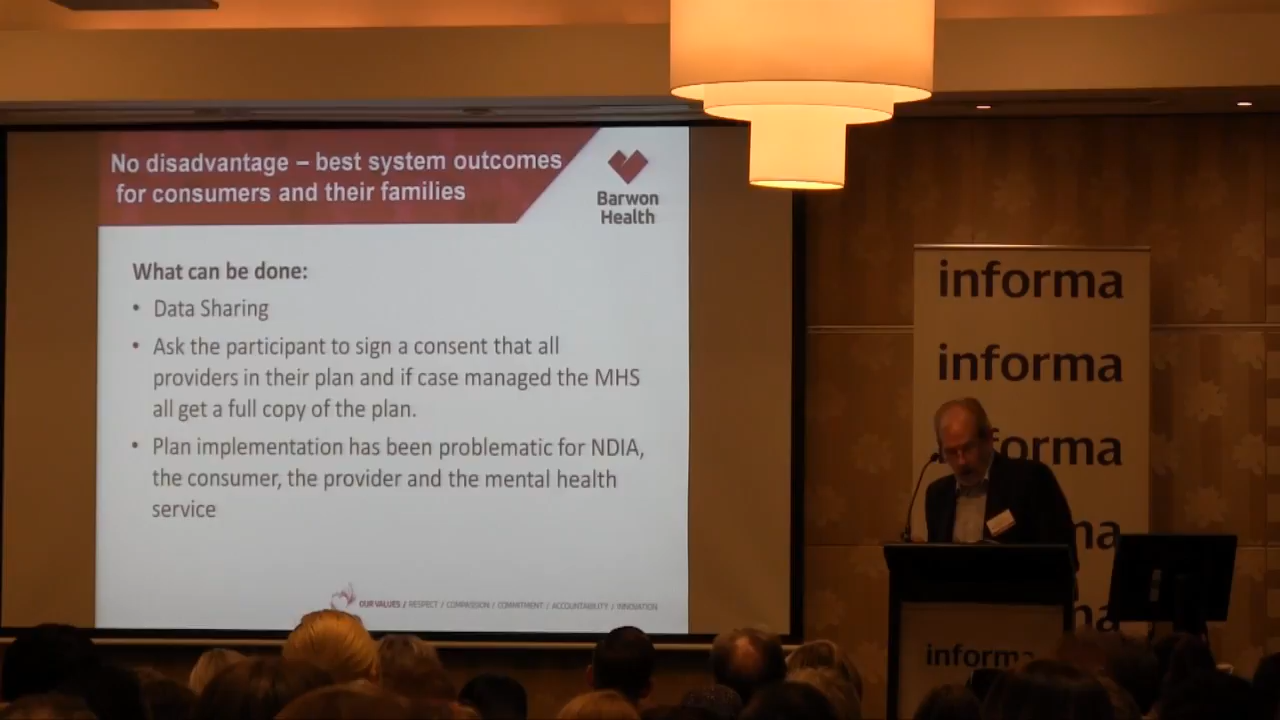 No disadvantage – best system outcomes
for consumers and their families
Barwon
Health
What can be done:
• Data Sharing
• Ask the participant to sign a consent that all
providers in their plan and if case managed the MHS
all get a full copy of the plan.
• Plan implementation has been problematic for NDIA,
the consumer, the provider and the mental health
service
OUR VALUES / RESPECT / COMPASSION / COMMITMENT / ACCOUNTABILITY / INNOVATION
informa
informa
forma
ma
na
informa